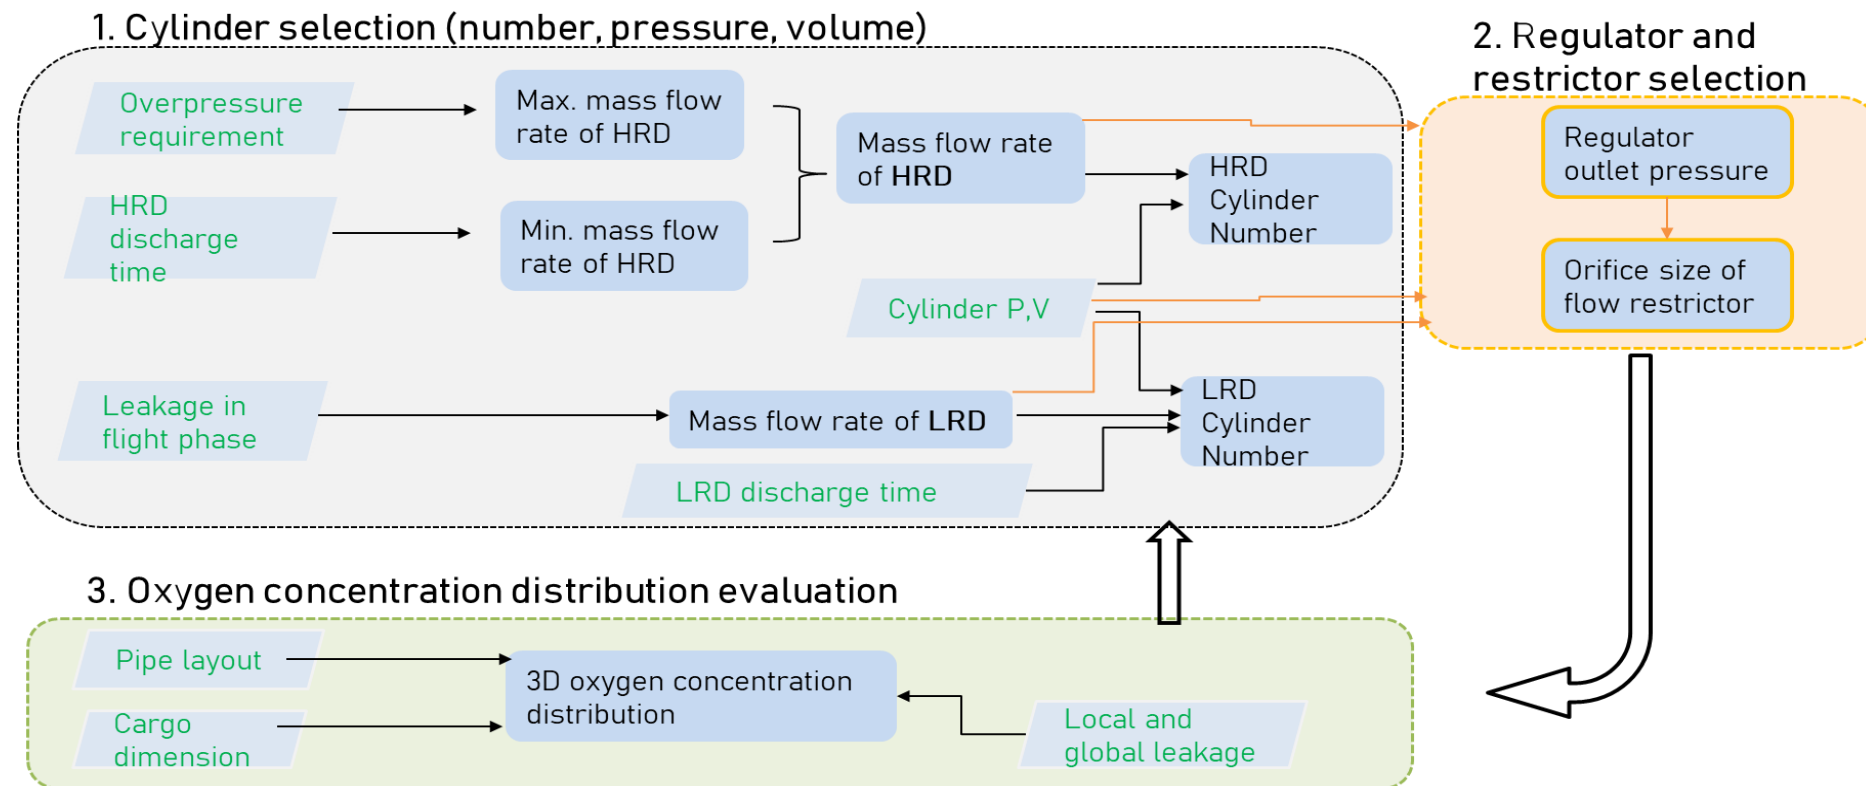 1. Cylinder selection (number, pressure, volume)
Overpressure
requirement
Max. mass flow
rate of HRD
HRD
discharge
time
Min. mass flow
rate of HRD
Mass flow rate
of HRD
HRD
Cylinder
Number
Cylinder P,V
Leakage in
flight phase
Mass flow rate of LRD
LRD
Cylinder
Number
LRD discharge time
2. Regulator and
restrictor selection
Regulator
outlet pressure
Orifice size of
flow restrictor
3. Oxygen concentration distribution evaluation
Pipe layout
Cargo
dimension
3D oxygen concentration
distribution
Local and
global leakage